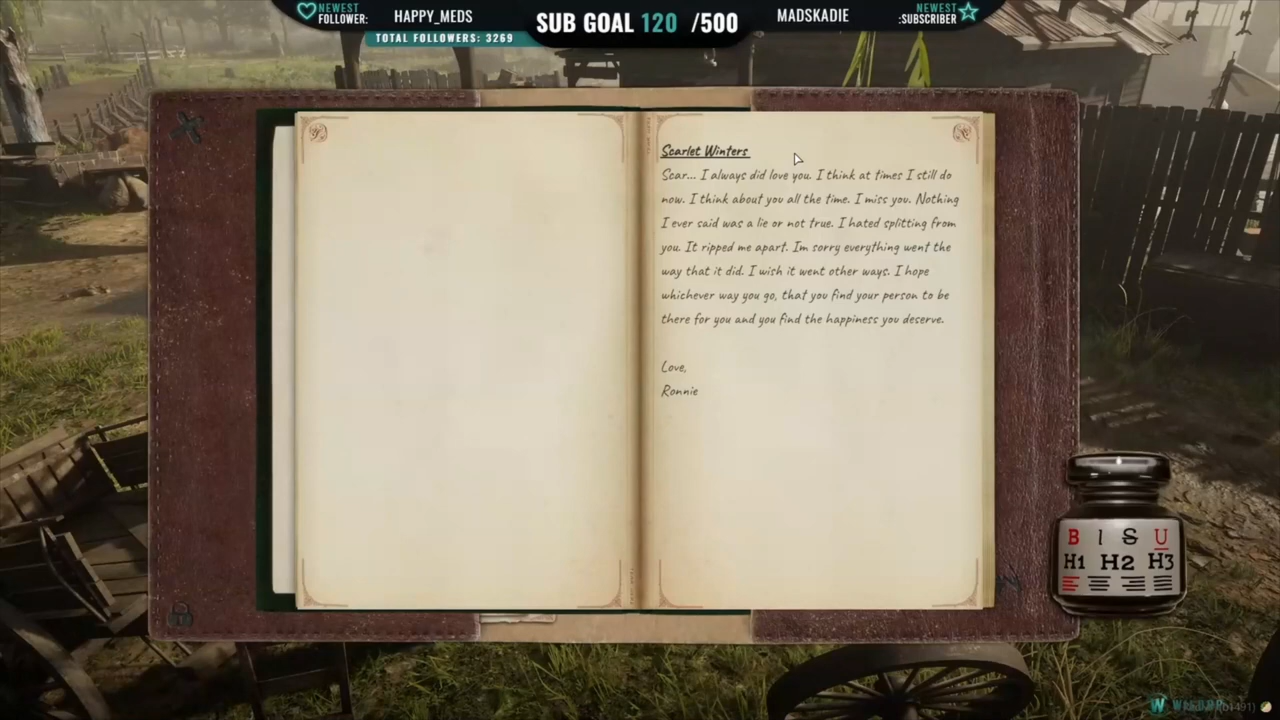 NEWEST
FOLLOWER:
HAPPY_MEDS
TOTAL FOLLOWERS: 3269
SUB GOAL 120 /500
MADSKADIE
NEWEST
:SUBSCRIBER
Scarlet Winters
Scar... I always did love you. I think at times I still do
now. I think about you all the time. I miss you. Nothing
I ever said was a lie or not true. I hated splitting from
you. It ripped me apart. Im sorry everything went the
way that it did. I wish it went other ways. I hope
whichever way you go, that you find your person to be
there for you and you find the happiness you deserve.
Love,
Ronnie
B I S U
H1 H2 H3